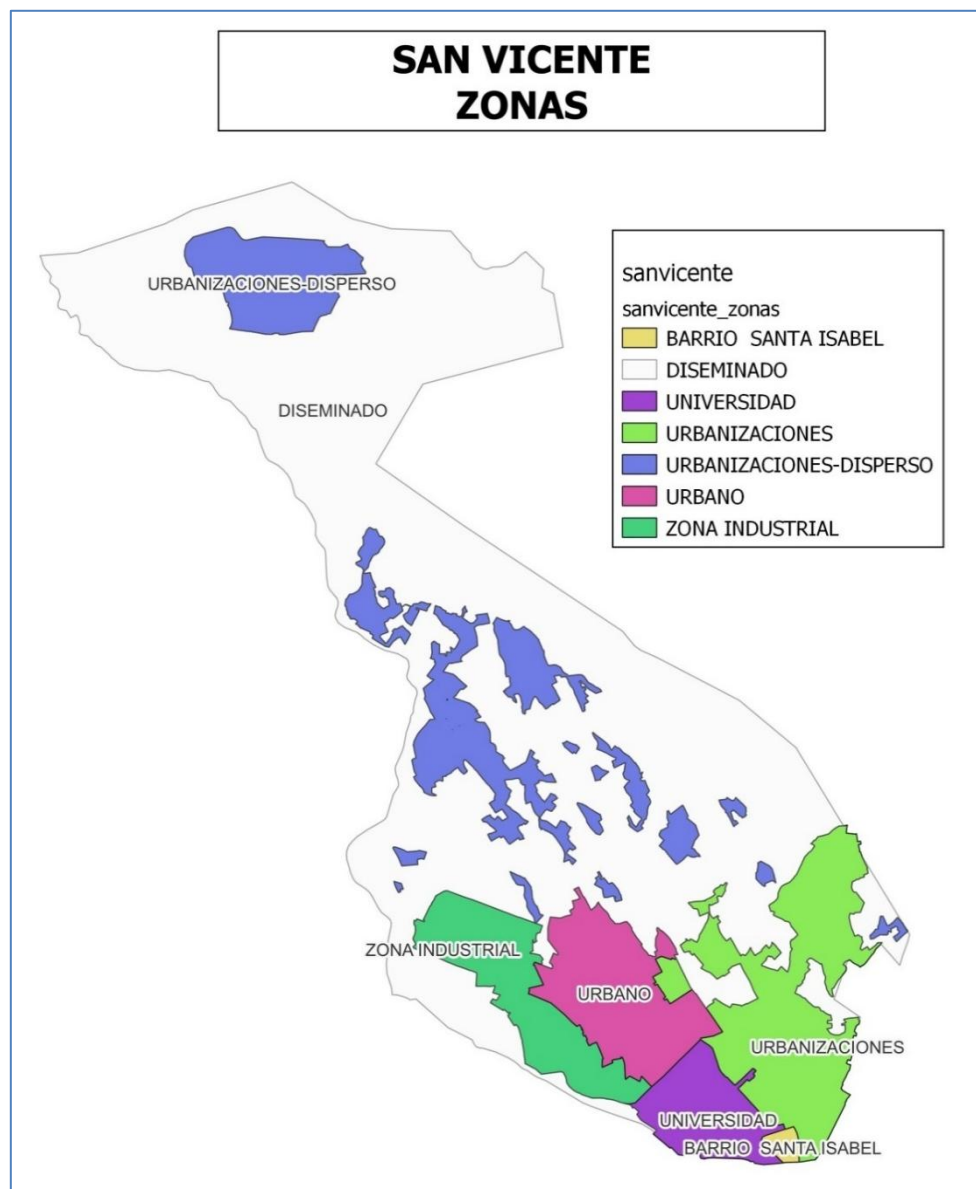 SAN VICENTE
ZONAS
sanvicente
sanvicente_zonas
BARRIO SANTA ISABEL
DISEMINADO
UNIVERSIDAD
URBANIZACIONES
URBANIZACIONES-DISPERSO
URBANO
ZONA INDUSTRIAL
URBANIZACIONES-DISPERSO
DISEMINADO
ZONA INDUSTRIAL
URBANO
URBANIZACIONES
UNIVERSIDAD
BARRIO SANTA ISABEL